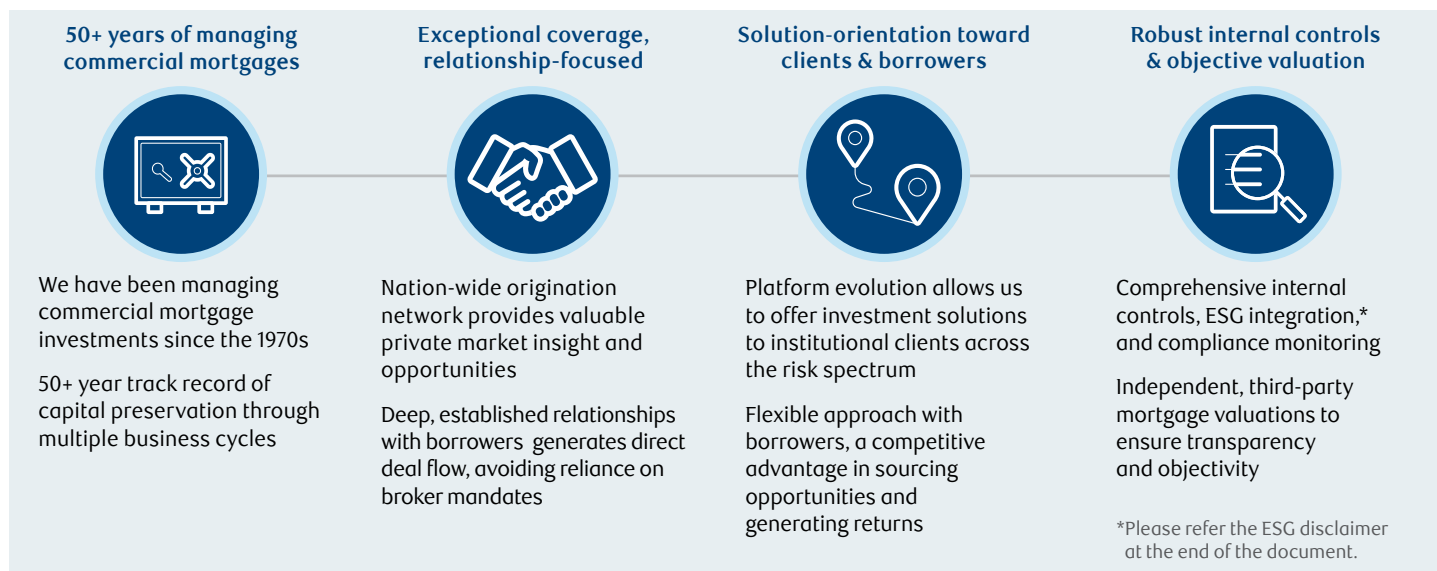 50+ years of managing
commercial mortgages
We have been managing
commercial mortgage
investments since the 1970s
50+ year track record of
capital preservation through
multiple business cycles
Exceptional coverage,
relationship-focused
Nation-wide origination
network provides valuable
private market insight and
opportunities
Deep, established relationships
with borrowers  generates direct
deal flow, avoiding reliance on
broker mandates
Solution-orientation toward
clients & borrowers
Platform evolution allows us
to offer investment solutions
to institutional clients across
the risk spectrum
Flexible approach with
borrowers, a competitive
advantage in sourcing
opportunities and
generating returns
Robust internal controls
& objective valuation
Comprehensive internal
controls, ESG integration,*
and compliance monitoring
Independent, third-party
mortgage valuations to
ensure transparency
and objectivity
*Please refer the ESG disclaimer
at the end of the document.